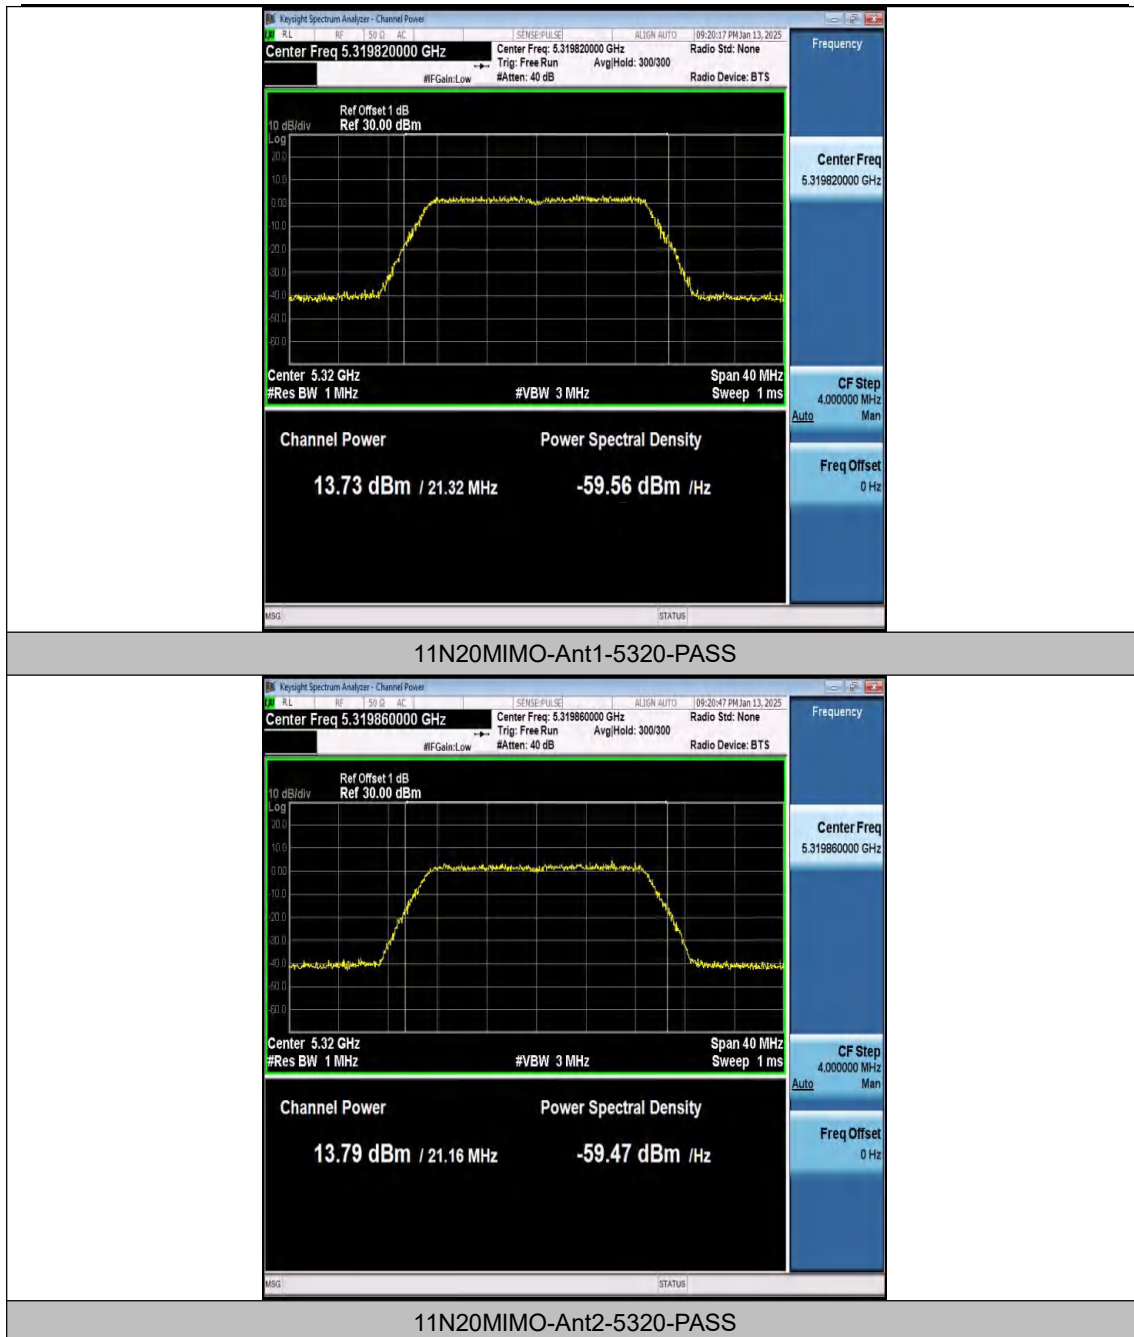 Keysight Spectrum Analyzer - Channel Power
RL RF 50 Ω AC SENSE:PULSE ALIGN AUTO 09:20:17 PM Jan 13, 2025
Center Freq 5.319820000 GHz
Center Freq: 5.319820000 GHz Radio Std: None
Trig: Free Run Avg|Hold: 300/300
#IFGain:Low #Atten: 40 dB Radio Device: BTS
Frequency
Ref Offset 1 dB
10 dB/div Ref 30.00 dBm
Log
20.0
10.0
0.00
-10.0
-20.0
-30.0
-40.0
-50.0
-60.0
Center 5.32 GHz Span 40 MHz
#Res BW 1 MHz #VBW 3 MHz Sweep 1 ms
Center Freq
5.319820000 GHz
CF Step
4.000000 MHz
Auto Man
Freq Offset
0 Hz
Channel Power Power Spectral Density
13.73 dBm / 21.32 MHz -59.56 dBm /Hz
MSG STATUS
11N20MIMO-Ant1-5320-PASS
Keysight Spectrum Analyzer - Channel Power
RL RF 50 Ω AC SENSE:PULSE ALIGN AUTO 09:20:47 PM Jan 13, 2025
Center Freq 5.319860000 GHz
Center Freq: 5.319860000 GHz Radio Std: None
Trig: Free Run Avg|Hold: 300/300
#IFGain:Low #Atten: 40 dB Radio Device: BTS
Frequency
Ref Offset 1 dB
10 dB/div Ref 30.00 dBm
Log
20.0
10.0
0.00
-10.0
-20.0
-30.0
-40.0
-50.0
-60.0
Center 5.32 GHz Span 40 MHz
#Res BW 1 MHz #VBW 3 MHz Sweep 1 ms
Center Freq
5.319860000 GHz
CF Step
4.000000 MHz
Auto Man
Freq Offset
0 Hz
Channel Power Power Spectral Density
13.79 dBm / 21.16 MHz -59.47 dBm /Hz
MSG STATUS
11N20MIMO-Ant2-5320-PASS